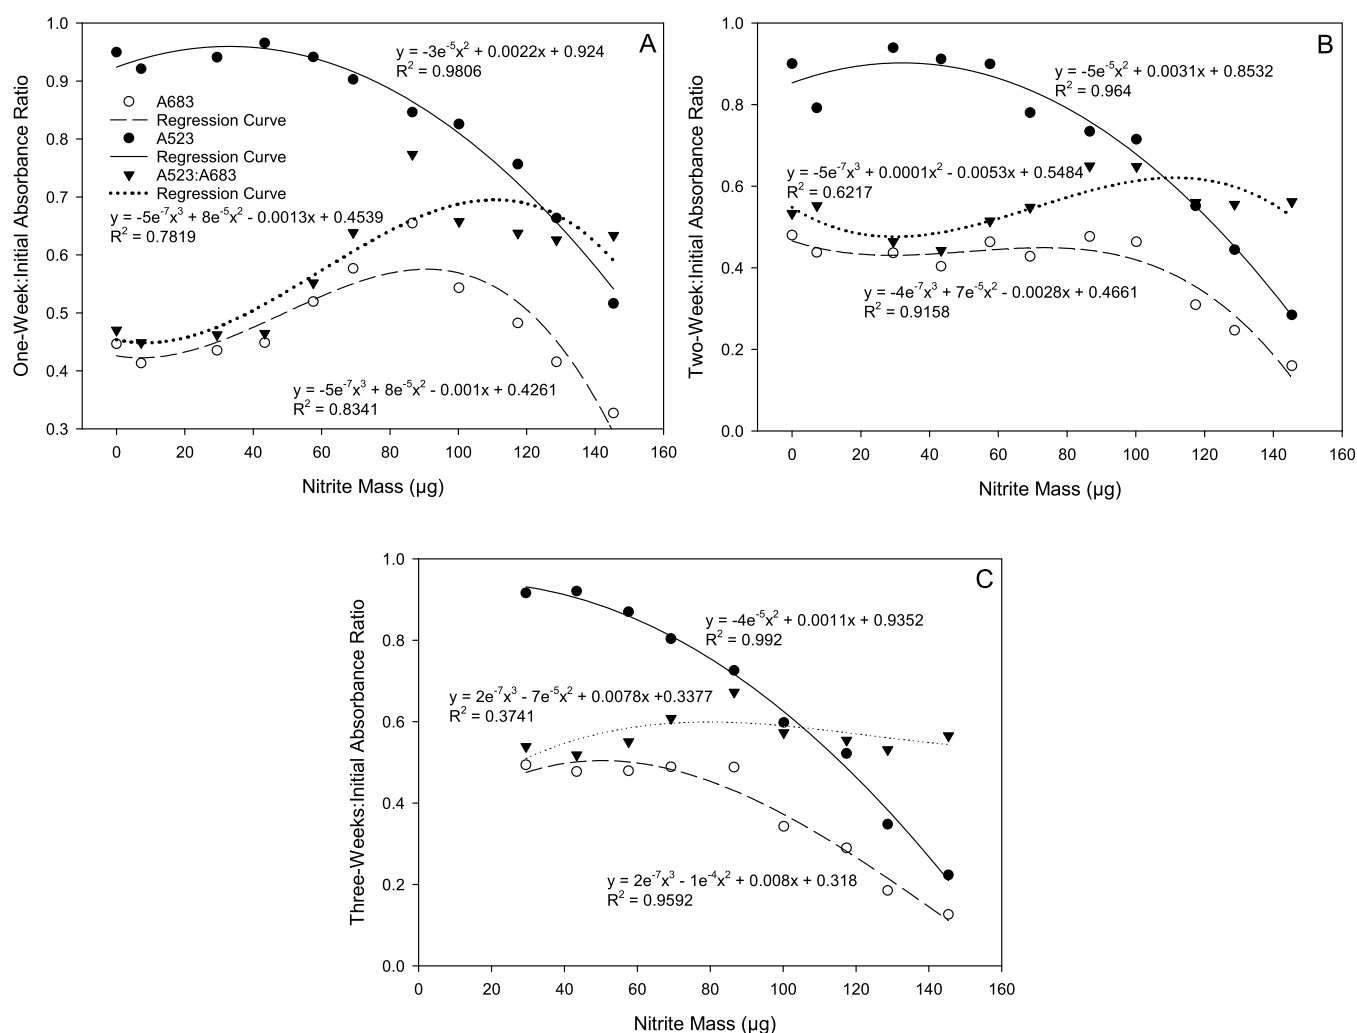 A
y = -3e⁻⁵x² + 0.0022x + 0.924
R² = 0.9806
A683
Regression Curve
A523
Regression Curve
A523:A683
Regression Curve
y = -5e⁻⁷x³ + 8e⁻⁵x² - 0.0013x + 0.4539
R² = 0.7819
y = -5e⁻⁷x³ + 8e⁻⁵x² - 0.001x + 0.4261
R² = 0.8341
One-Week:Initial Absorbance Ratio
1.0
0.9
0.8
0.7
0.6
0.5
0.4
0.3
0 20 40 60 80 100 120 140 160
Nitrite Mass (µg)
B
y = -5e⁻⁵x² + 0.0031x + 0.8532
R² = 0.964
y = -5e⁻⁷x³ + 0.0001x² - 0.0053x + 0.5484
R² = 0.6217
y = -4e⁻⁷x³ + 7e⁻⁵x² - 0.0028x + 0.4661
R² = 0.9158
Two-Week:Initial Absorbance Ratio
1.0
0.8
0.6
0.4
0.2
0.0
0 20 40 60 80 100 120 140 160
Nitrite Mass (µg)
C
y = -4e⁻⁵x² + 0.0011x + 0.9352
R² = 0.992
y = 2e⁻⁷x³ - 7e⁻⁵x² + 0.0078x +0.3377
R² = 0.3741
y = 2e⁻⁷x³ - 1e⁻⁴x² + 0.008x + 0.318
R² = 0.9592
Three-Weeks:Initial Absorbance Ratio
1.0
0.8
0.6
0.4
0.2
0.0
0 20 40 60 80 100 120 140 160
Nitrite Mass (µg)